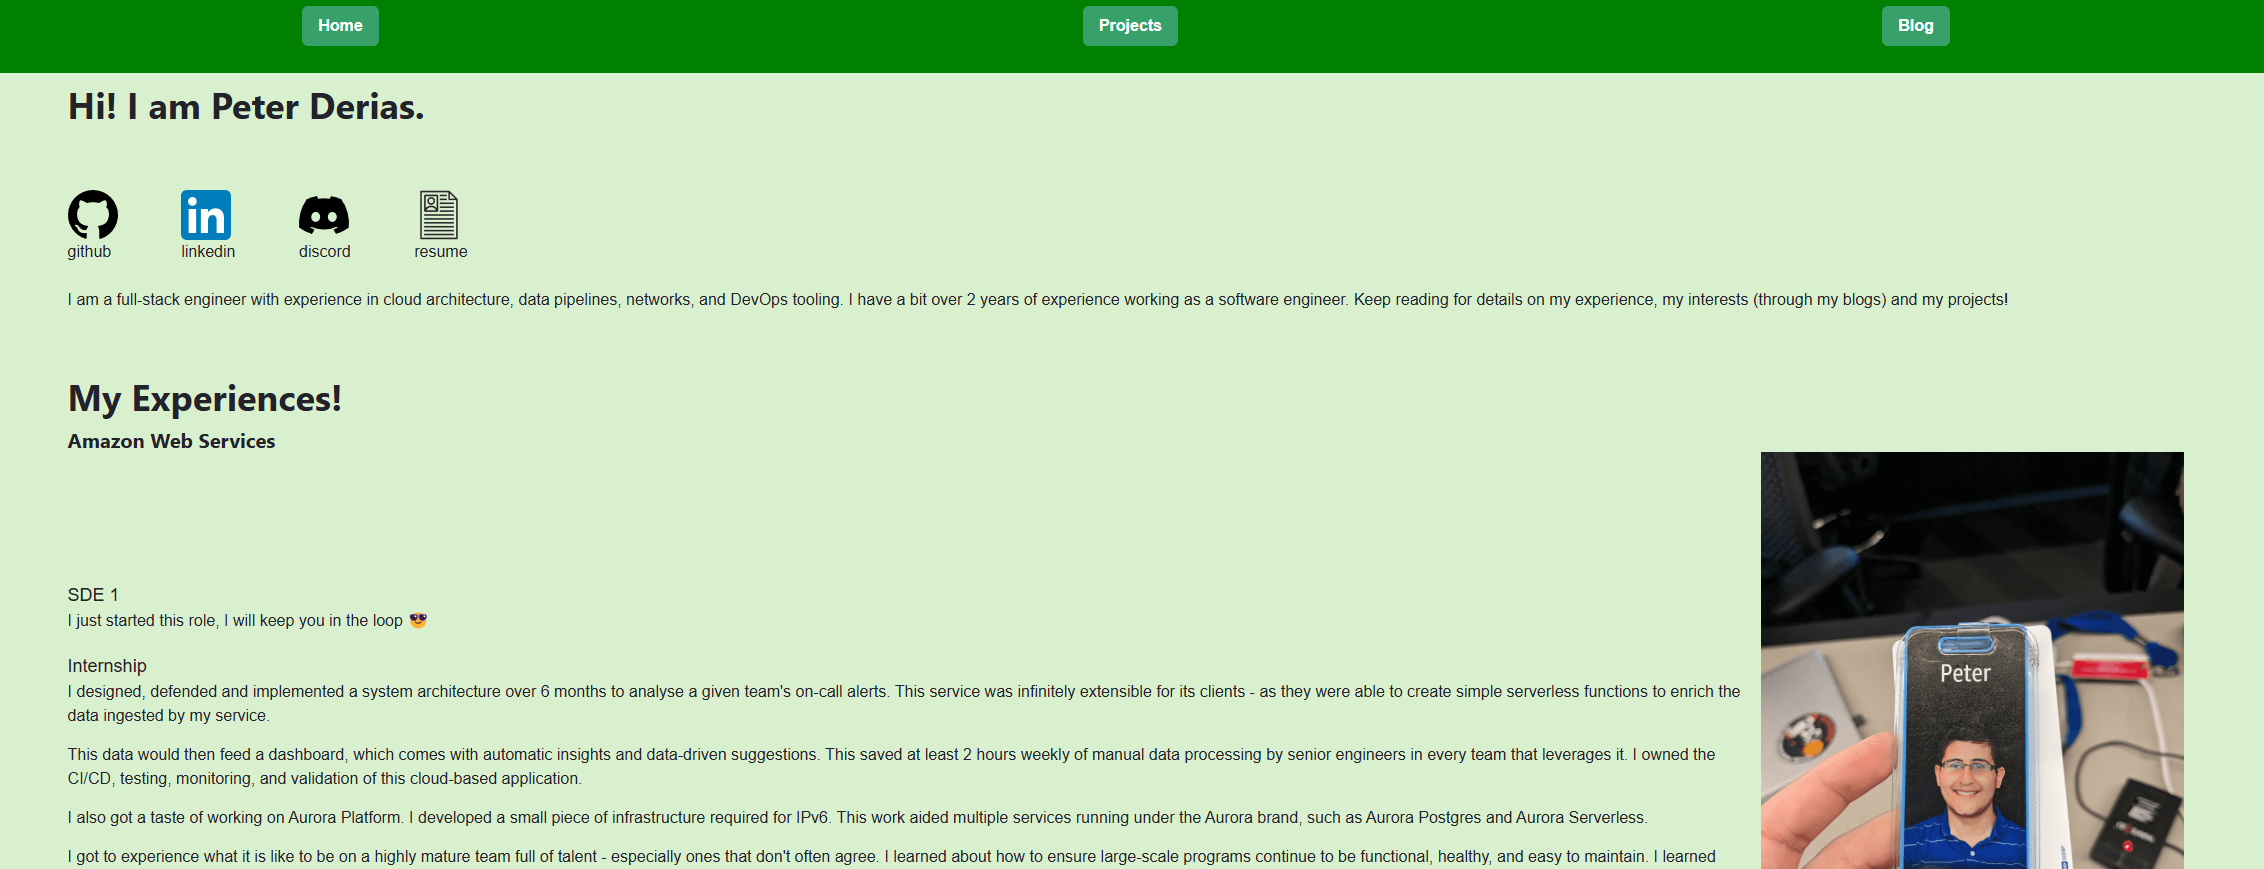 Home
Projects
Blog
Hi! I am Peter Derias.
github
linkedin
discord
resume
I am a full-stack engineer with experience in cloud architecture, data pipelines, networks, and DevOps tooling. I have a bit over 2 years of experience working as a software engineer. Keep reading for details on my experience, my interests (through my blogs) and my projects!
My Experiences!
Amazon Web Services
SDE 1
I just started this role, I will keep you in the loop 😎
Internship
I designed, defended and implemented a system architecture over 6 months to analyse a given team's on-call alerts. This service was infinitely extensible for its clients - as they were able to create simple serverless functions to enrich the
data ingested by my service.
This data would then feed a dashboard, which comes with automatic insights and data-driven suggestions. This saved at least 2 hours weekly of manual data processing by senior engineers in every team that leverages it. I owned the
CI/CD, testing, monitoring, and validation of this cloud-based application.
I also got a taste of working on Aurora Platform. I developed a small piece of infrastructure required for IPv6. This work aided multiple services running under the Aurora brand, such as Aurora Postgres and Aurora Serverless.
I got to experience what it is like to be on a highly mature team full of talent - especially ones that don't often agree. I learned about how to ensure large-scale programs continue to be functional, healthy, and easy to maintain. I learned
Peter